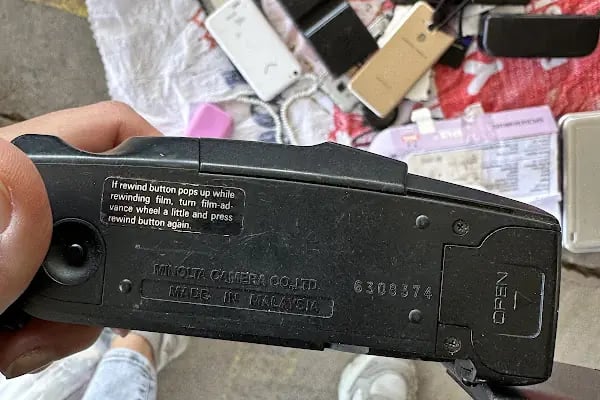 If rewind button pops up while
rewinding film, turn film-ad-
vance wheel a little and press
rewind button again.
MINOLTA CAMERA CO.,LTD.
MADE IN MALAYSIA
6308374
OPEN